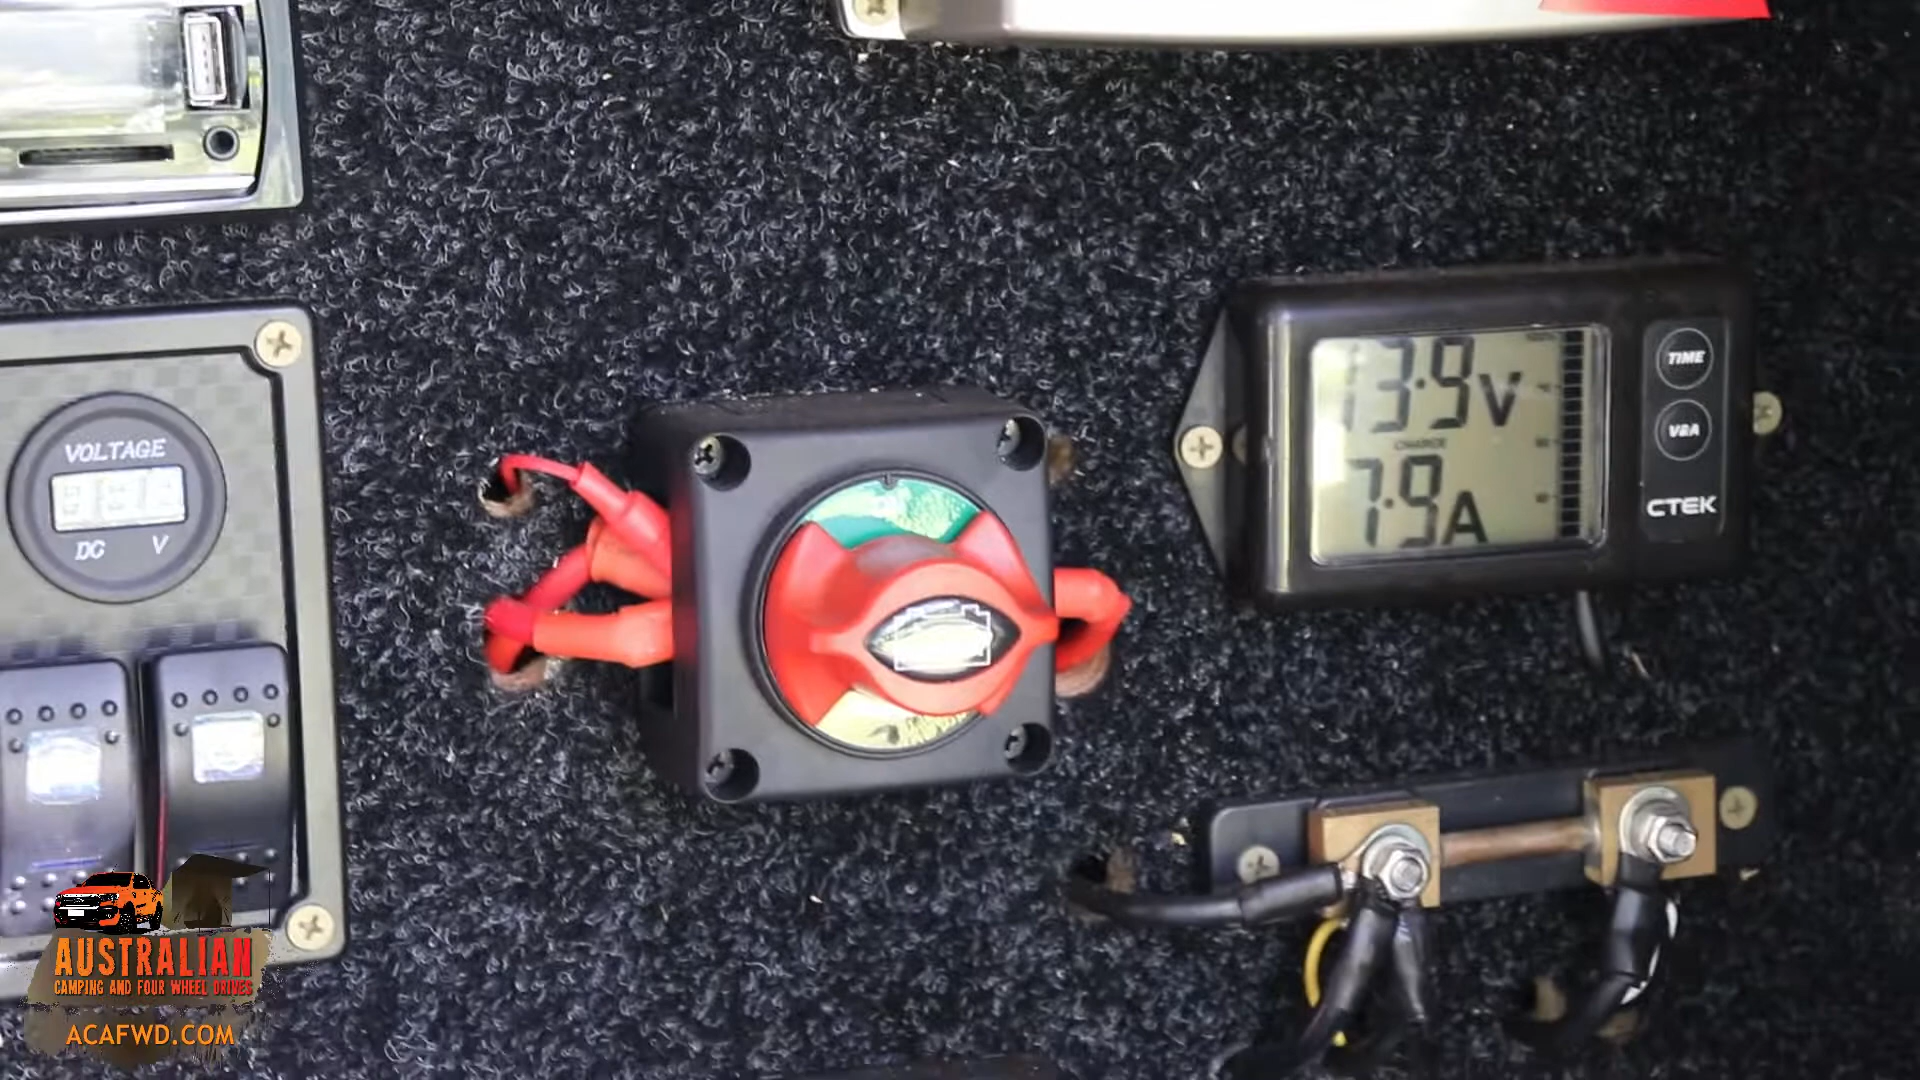 VOLTAGE
DC V
13.9V
CHARGE
7.9A
TIME
V&A
CTEK
AUSTRALIAN
CAMPING AND FOUR WHEEL DRIVES
ACAFWD.COM